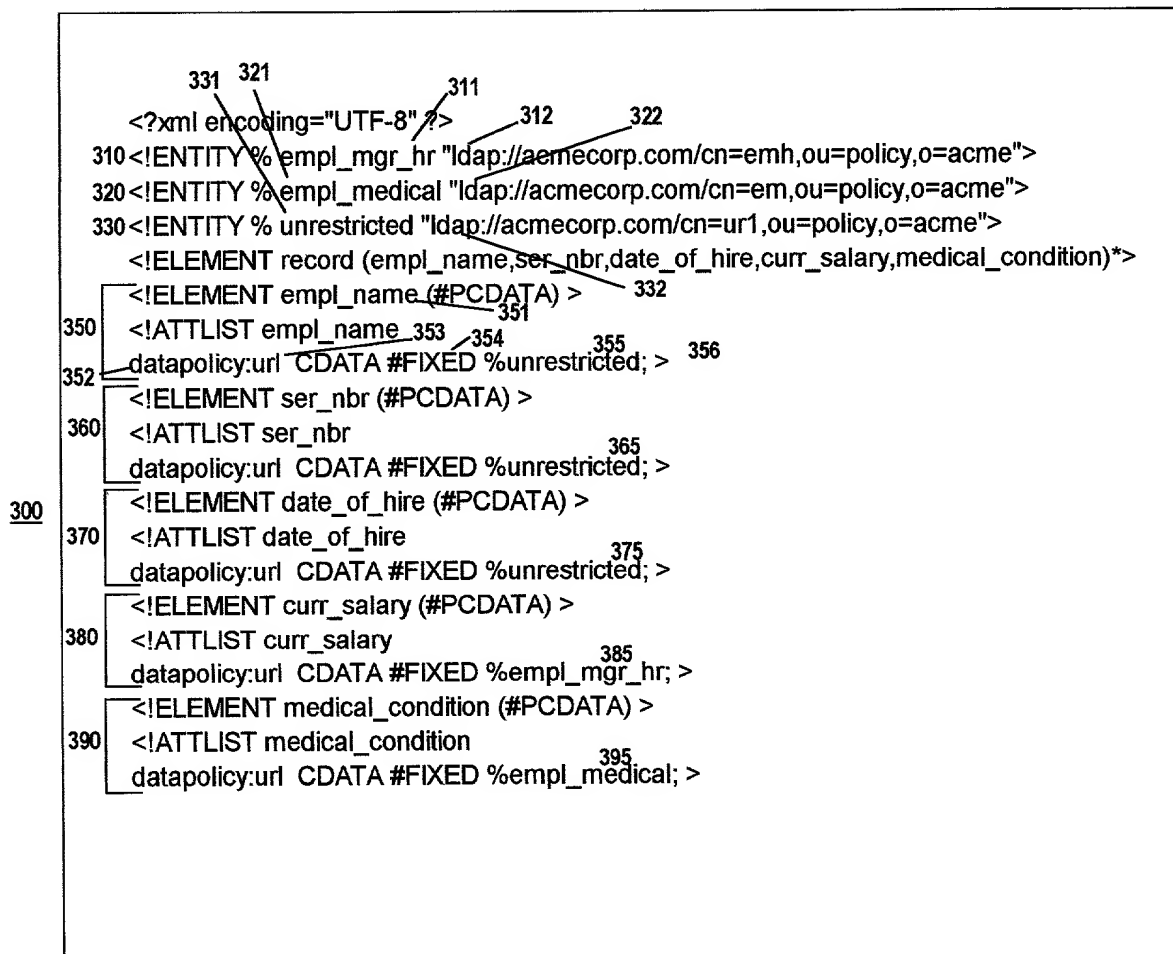 331 321 311
<?xml encoding="UTF-8" ?> 312 322
310 <!ENTITY % empl_mgr_hr "ldap://acmecorp.com/cn=emh,ou=policy,o=acme">
320 <!ENTITY % empl_medical "ldap://acmecorp.com/cn=em,ou=policy,o=acme">
330 <!ENTITY % unrestricted "ldap://acmecorp.com/cn=ur1,ou=policy,o=acme">
<!ELEMENT record (empl_name,ser_nbr,date_of_hire,curr_salary,medical_condition)*>
<!ELEMENT empl_name (#PCDATA) > 332
351
350 <!ATTLIST empl_name 353 354
352 datapolicy:url CDATA #FIXED %unrestricted; > 355 356
<!ELEMENT ser_nbr (#PCDATA) >
360 <!ATTLIST ser_nbr
365
datapolicy:url CDATA #FIXED %unrestricted; >
300 <!ELEMENT date_of_hire (#PCDATA) >
370 <!ATTLIST date_of_hire
375
datapolicy:url CDATA #FIXED %unrestricted; >
<!ELEMENT curr_salary (#PCDATA) >
380 <!ATTLIST curr_salary
385
datapolicy:url CDATA #FIXED %empl_mgr_hr; >
<!ELEMENT medical_condition (#PCDATA) >
390 <!ATTLIST medical_condition
395
datapolicy:url CDATA #FIXED %empl_medical; >